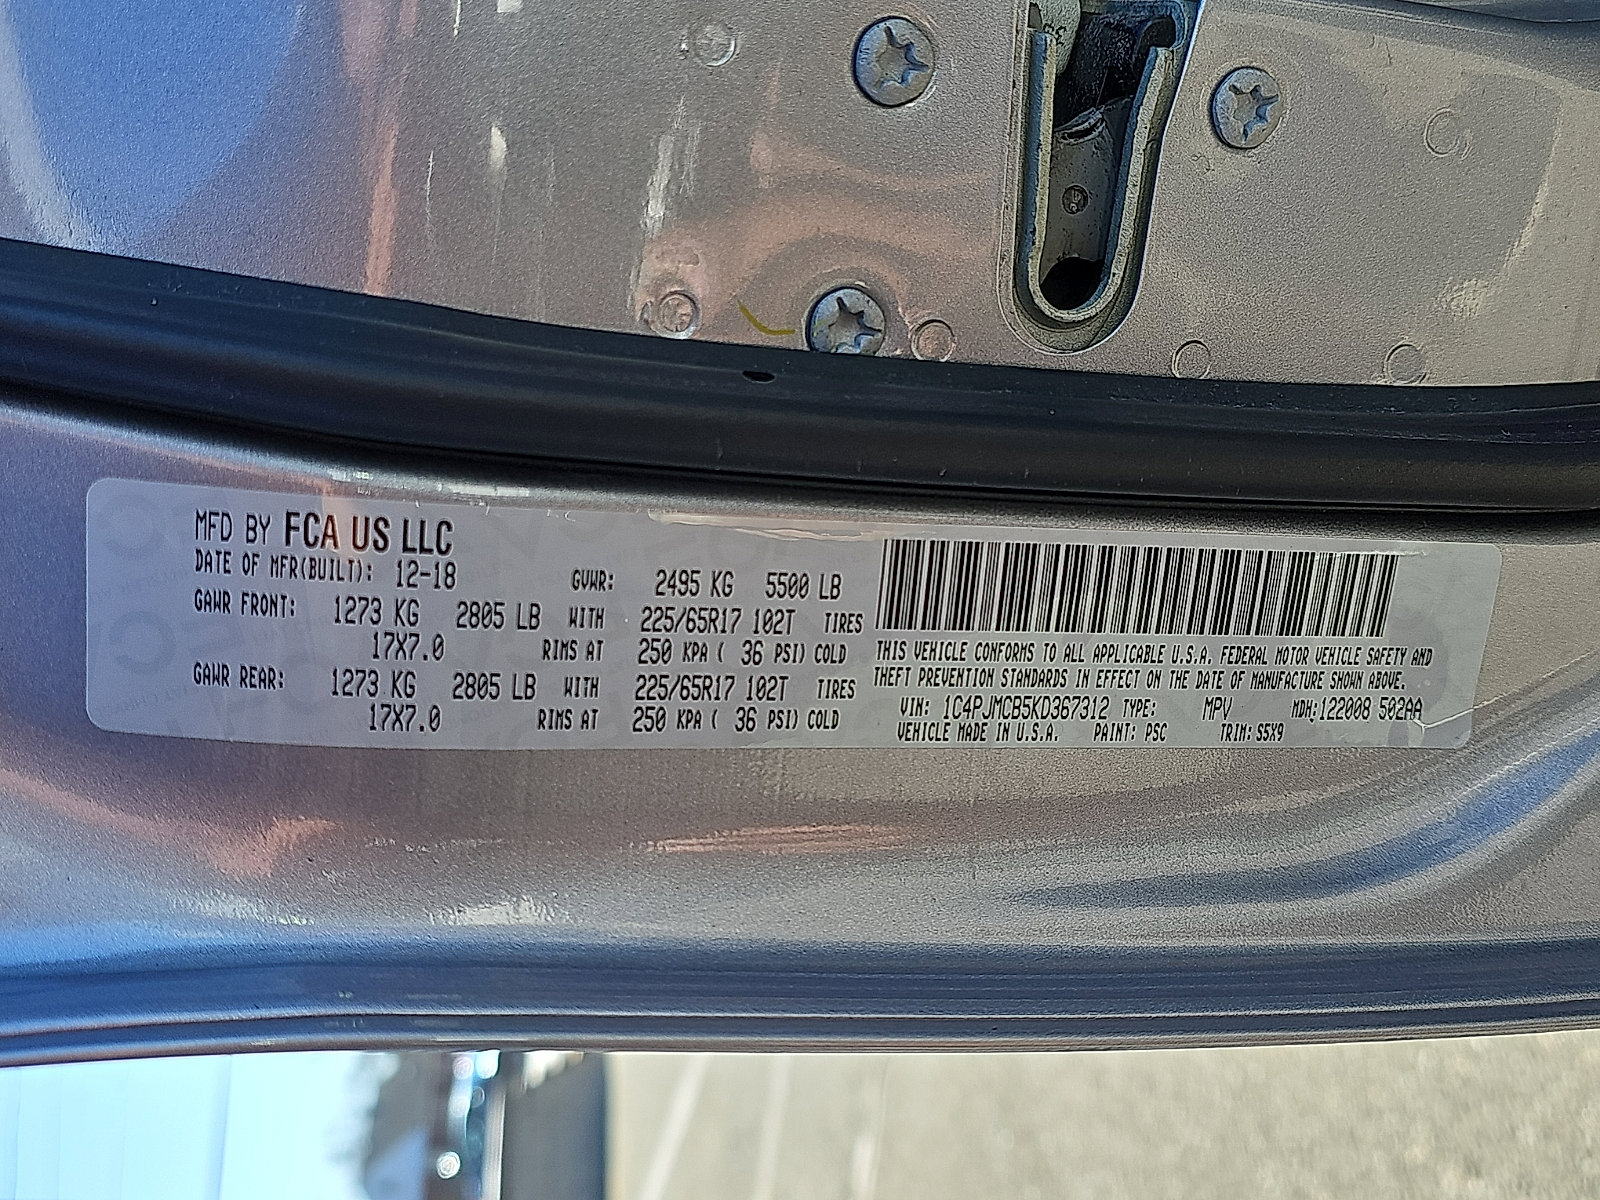 MFD BY FCA US LLC
DATE OF MFR(BUILT): 12-18 GVWR: 2495 KG 5500 LB
GAWR FRONT: 1273 KG 2805 LB WITH 225/65R17 102T TIRES
17X7.0 RIMS AT 250 KPA ( 36 PSI) COLD
GAWR REAR: 1273 KG 2805 LB WITH 225/65R17 102T TIRES
17X7.0 RIMS AT 250 KPA ( 36 PSI) COLD
THIS VEHICLE CONFORMS TO ALL APPLICABLE U.S.A. FEDERAL MOTOR VEHICLE SAFETY AND
THEFT PREVENTION STANDARDS IN EFFECT ON THE DATE OF MANUFACTURE SHOWN ABOVE.
VIN: 1C4PJMCB5KD367312 TYPE: MPV MDH:122008 502AA
VEHICLE MADE IN U.S.A. PAINT: PSC TRIM: S5X9